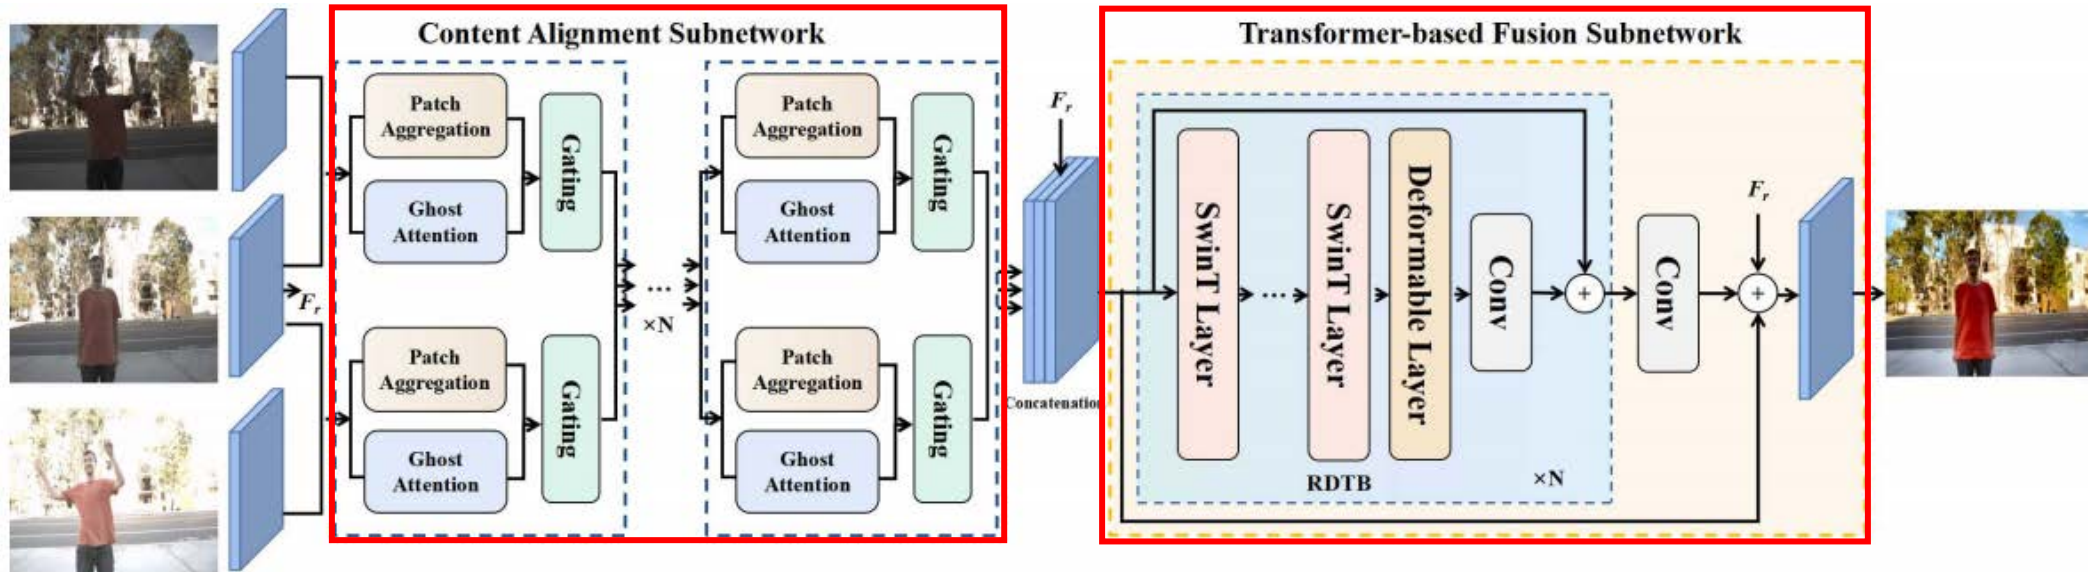 Content Alignment Subnetwork
Transformer-based Fusion Subnetwork
F_r
Patch
Aggregation
Ghost
Attention
Gating
Patch
Aggregation
Ghost
Attention
Gating
...
×N
Patch
Aggregation
Ghost
Attention
Gating
Patch
Aggregation
Ghost
Attention
Gating
F_r
Concatenation
SwinT Layer
...
SwinT Layer
Deformable Layer
Conv
+
RDTB
×N
Conv
F_r
+